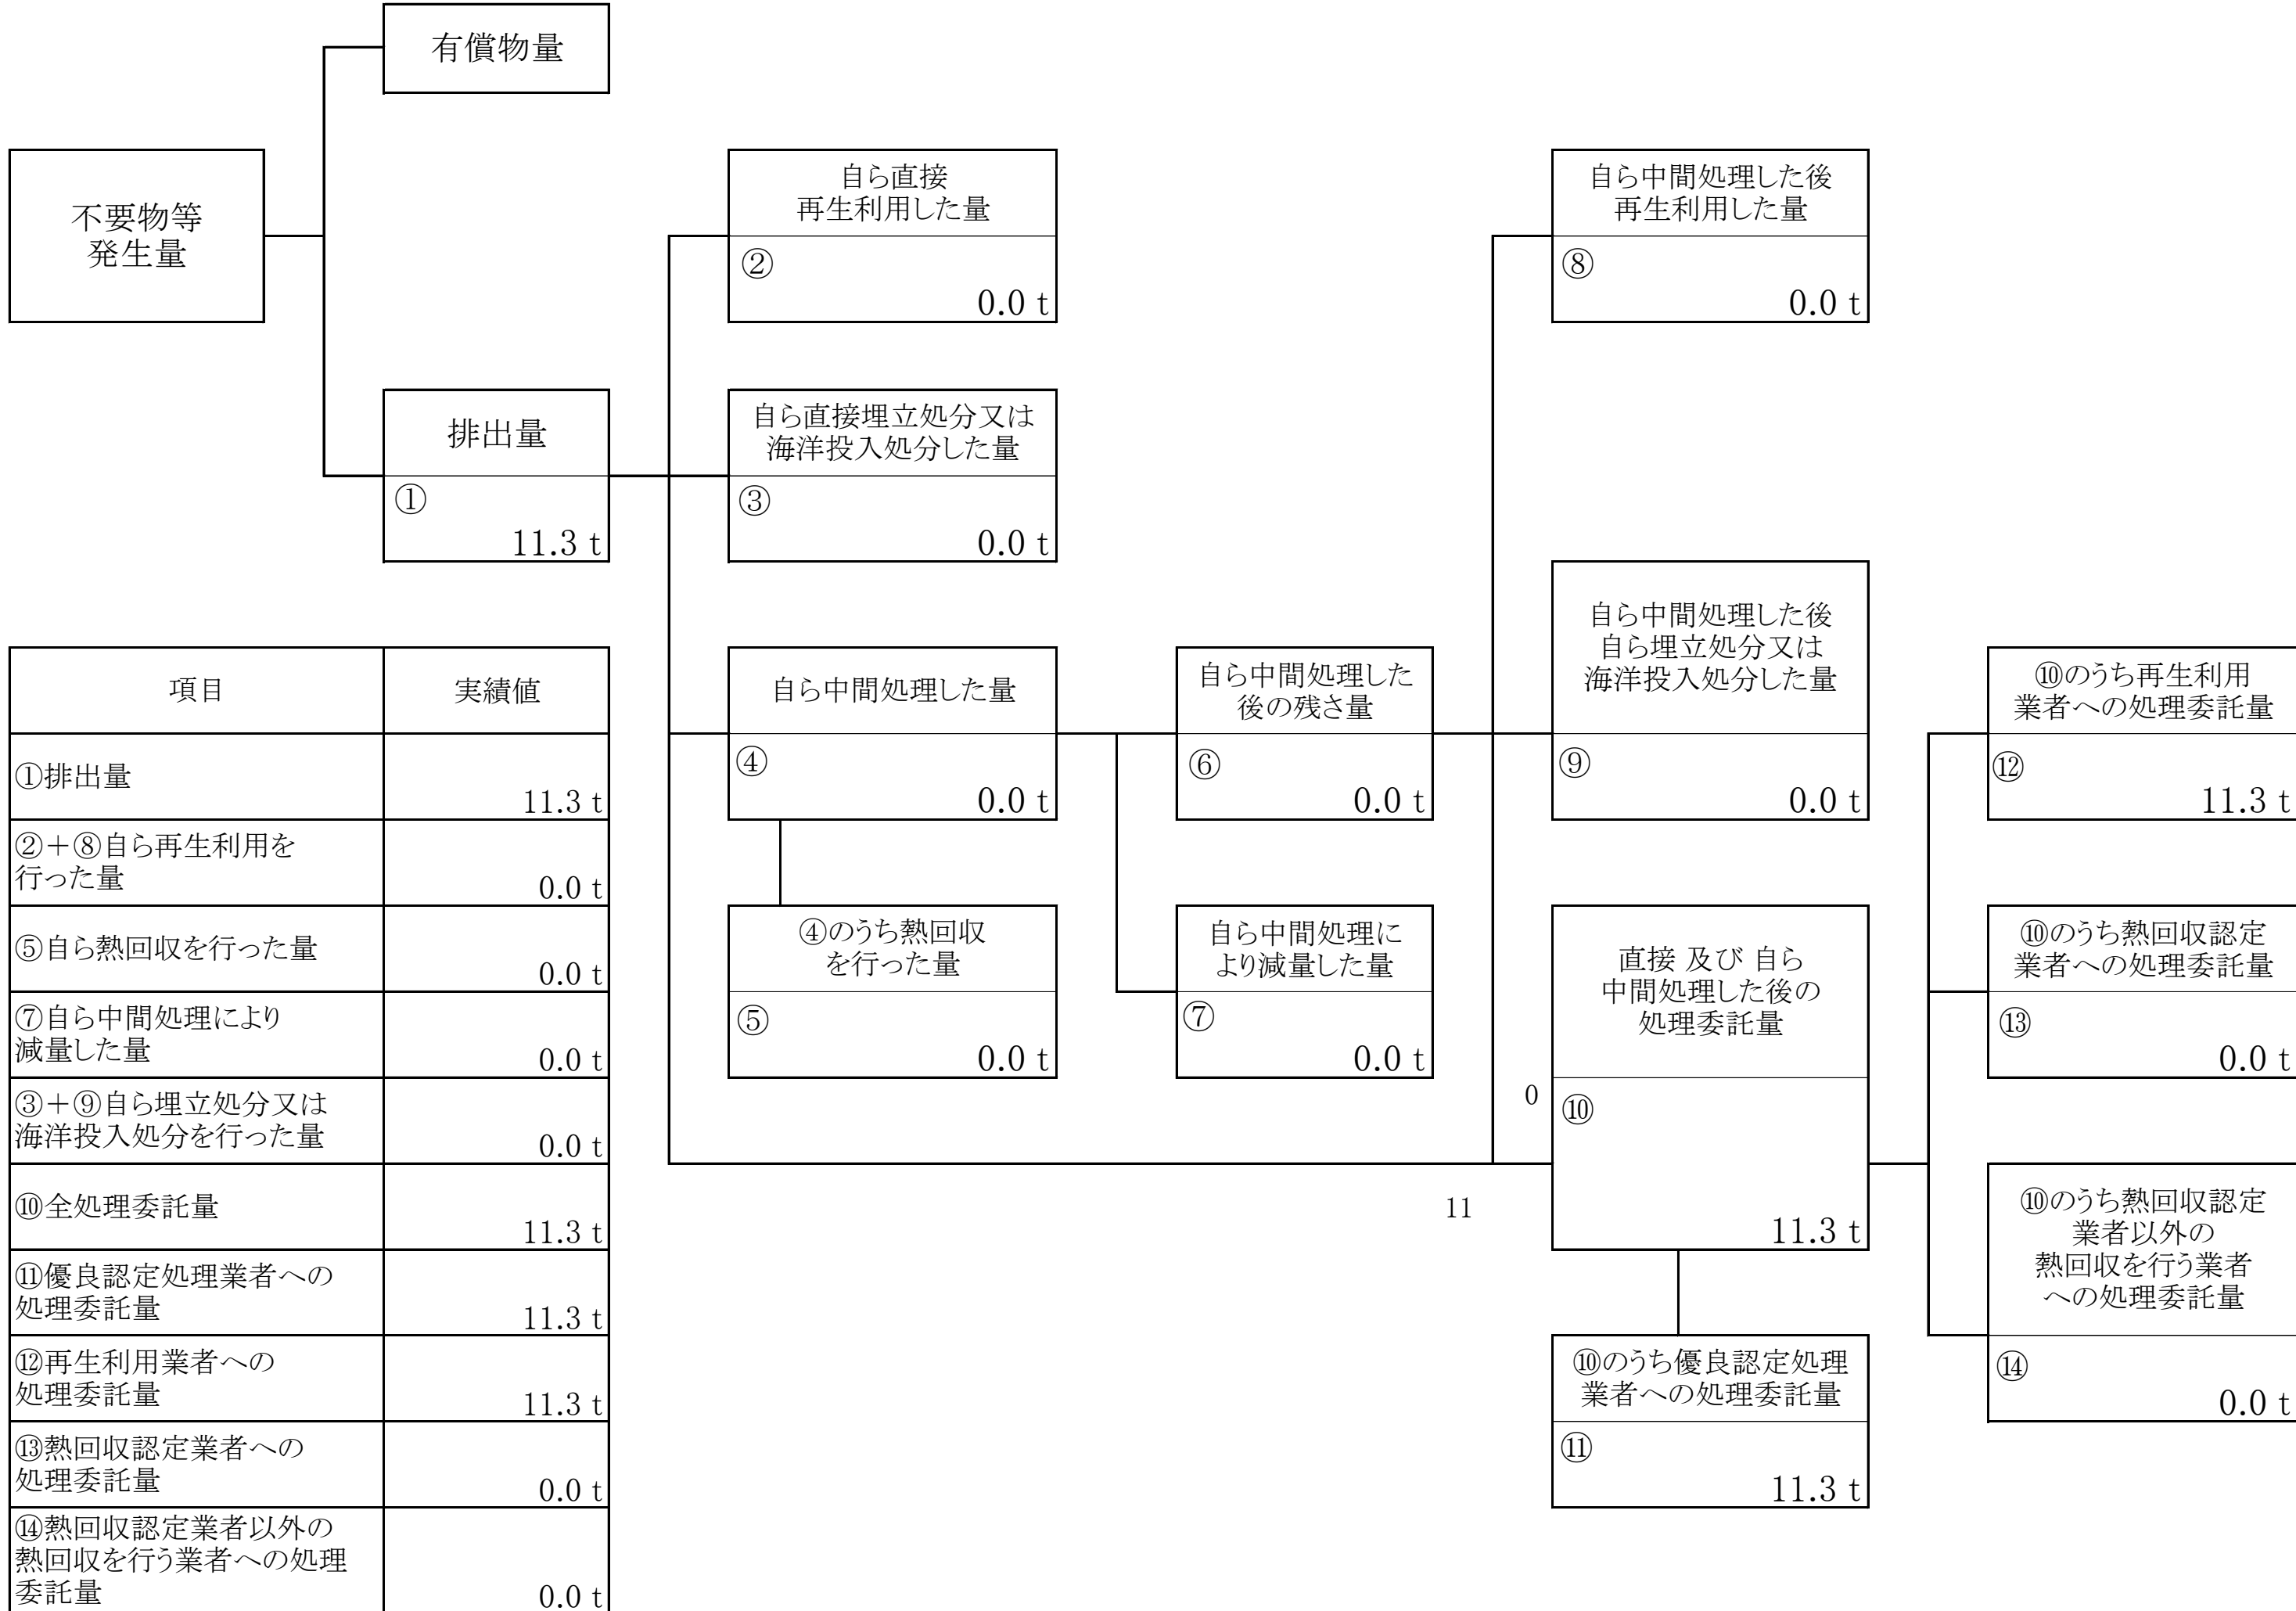 有償物量
不要物等
発生量
自ら直接
再生利用した量
②
0.0 t
自ら中間処理した後
再生利用した量
⑧
0.0 t
排出量
①
11.3 t
自ら直接埋立処分又は
海洋投入処分した量
③
0.0 t
自ら中間処理した量
④
0.0 t
自ら中間処理した
後の残さ量
⑥
0.0 t
自ら中間処理した後
自ら埋立処分又は
海洋投入処分した量
⑨
0.0 t
⑩のうち再生利用
業者への処理委託量
⑫
11.3 t
④のうち熱回収
を行った量
⑤
0.0 t
自ら中間処理に
より減量した量
⑦
0.0 t
直接 及び 自ら
中間処理した後の
処理委託量
0
⑩
11.3 t
11
⑩のうち熱回収認定
業者への処理委託量
⑬
0.0 t
⑩のうち熱回収認定
業者以外の
熱回収を行う業者
への処理委託量
⑭
0.0 t
⑩のうち優良認定処理
業者への処理委託量
⑪
11.3 t
項目 実績値
①排出量
11.3 t
②＋⑧自ら再生利用を
行った量
0.0 t
⑤自ら熱回収を行った量
0.0 t
⑦自ら中間処理により
減量した量
0.0 t
③＋⑨自ら埋立処分又は
海洋投入処分を行った量
0.0 t
⑩全処理委託量
11.3 t
⑪優良認定処理業者への
処理委託量
11.3 t
⑫再生利用業者への
処理委託量
11.3 t
⑬熱回収認定業者への
処理委託量
0.0 t
⑭熱回収認定業者以外の
熱回収を行う業者への処理
委託量
0.0 t